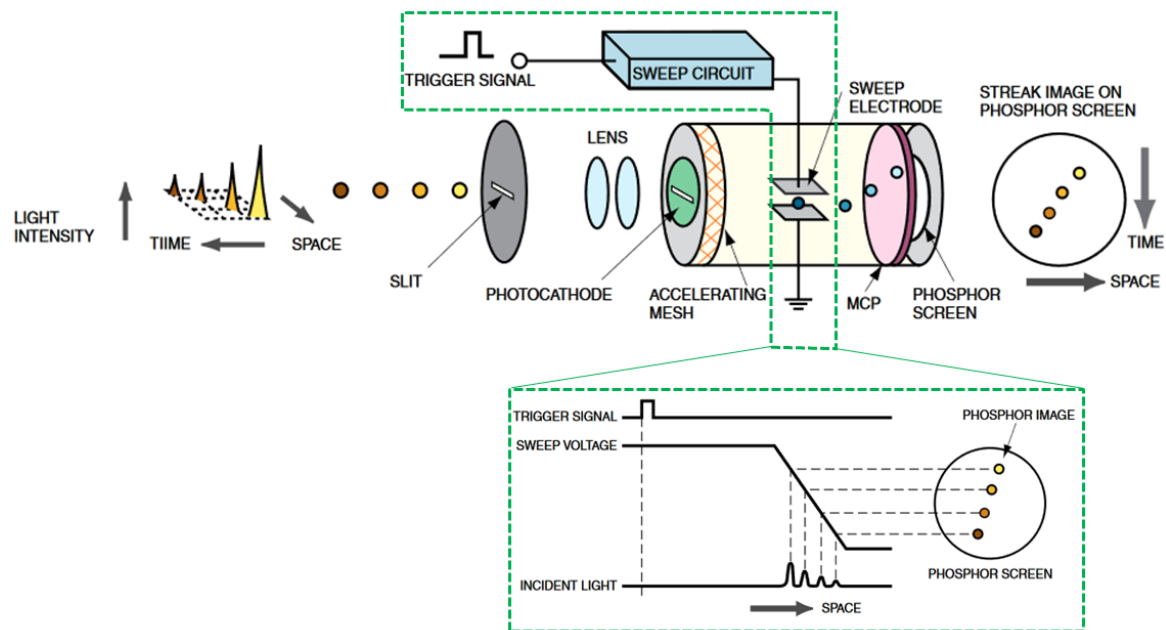 TRIGGER SIGNAL
SWEEP CIRCUIT
SWEEP
ELECTRODE
STREAK IMAGE ON
PHOSPHOR SCREEN
LENS
LIGHT
INTENSITY
TIIME
SPACE
SLIT
PHOTOCATHODE
ACCELERATING
MESH
MCP
PHOSPHOR
SCREEN
TIME
SPACE
TRIGGER SIGNAL
PHOSPHOR IMAGE
SWEEP VOLTAGE
PHOSPHOR SCREEN
INCIDENT LIGHT
SPACE